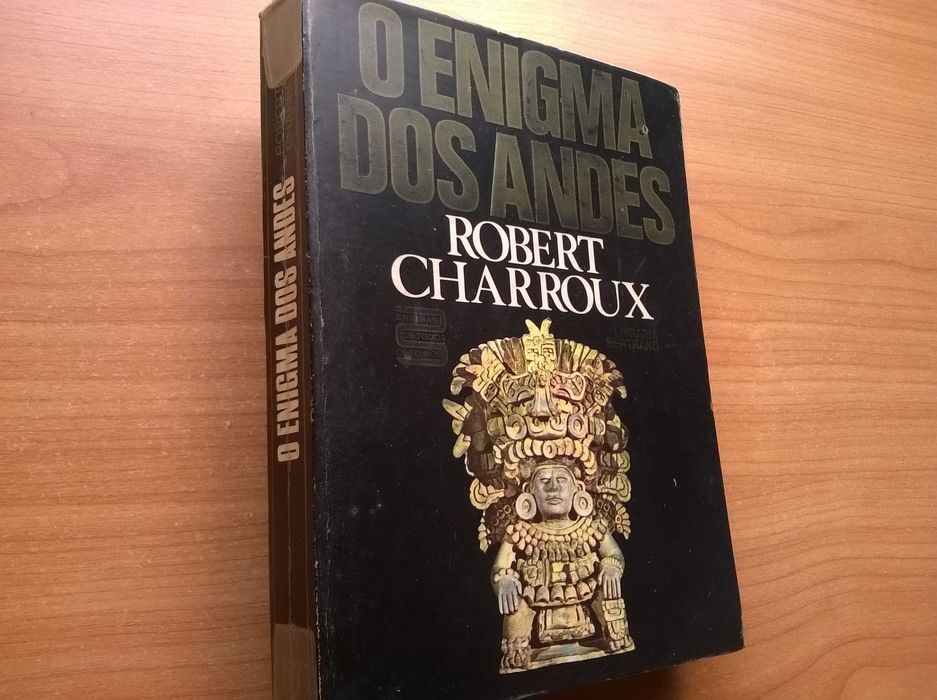 O ENIGMA
DOS ANDES
ROBERT
CHARROUX
ENIGMAS
DE TODOS
OS TEMPOS
LIVRARIA
BERTRAND
O ENIGMA DOS ANDES